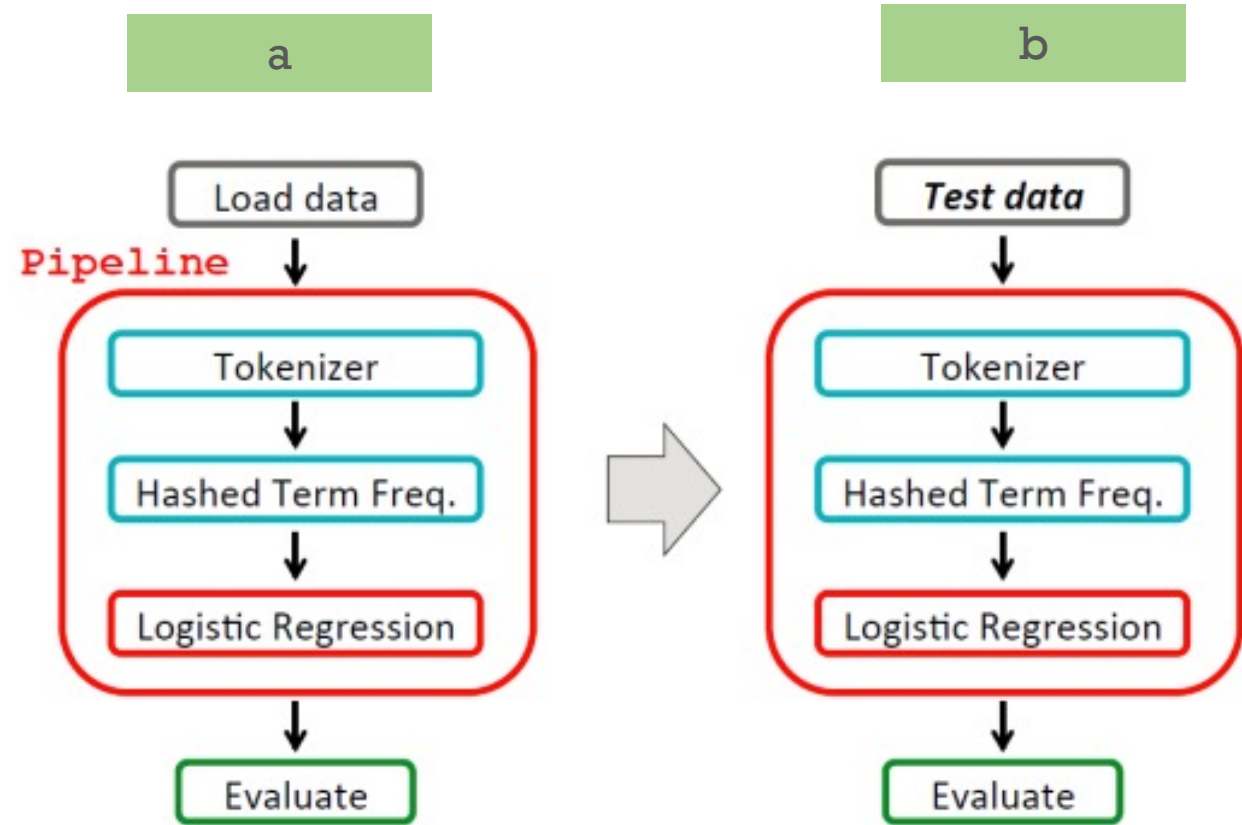 a
Load data
Pipeline
Tokenizer
Hashed Term Freq.
Logistic Regression
Evaluate
b
Test data
Tokenizer
Hashed Term Freq.
Logistic Regression
Evaluate